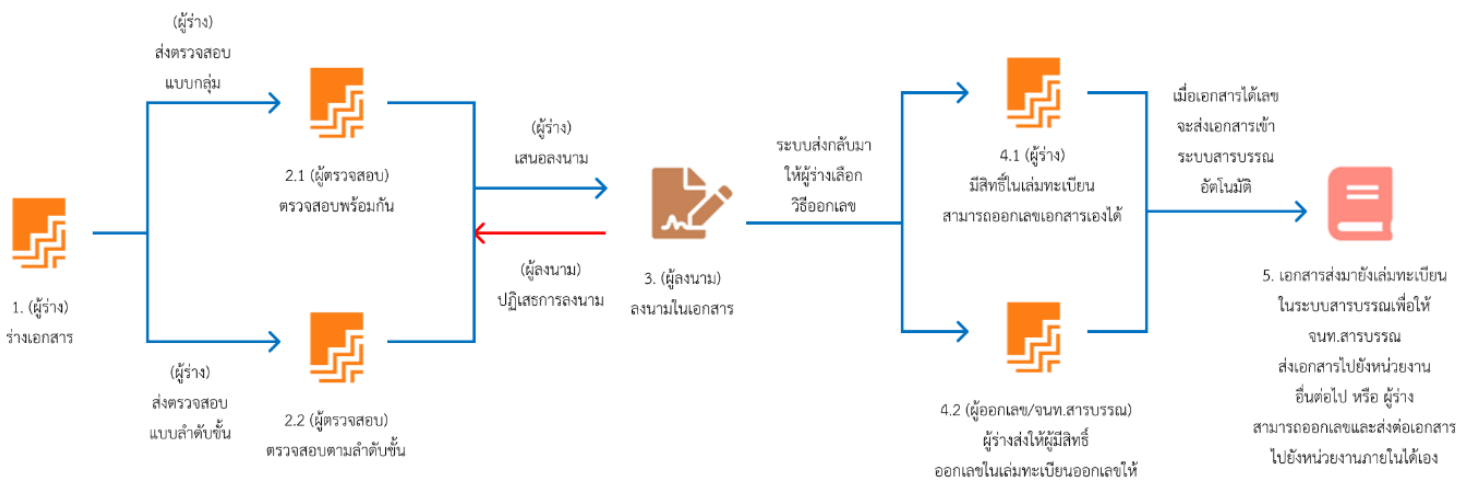 (ผู้ร่าง)
ส่งตรวจสอบ
แบบกลุ่ม
2.1 (ผู้ตรวจสอบ)
ตรวจสอบพร้อมกัน
1. (ผู้ร่าง)
ร่างเอกสาร
(ผู้ร่าง)
ส่งตรวจสอบ
แบบลำดับขั้น
2.2 (ผู้ตรวจสอบ)
ตรวจสอบตามลำดับขั้น
(ผู้ร่าง)
เสนอลงนาม
(ผู้ลงนาม)
ปฏิเสธการลงนาม
3. (ผู้ลงนาม)
ลงนามในเอกสาร
ระบบส่งกลับมา
ให้ผู้ร่างเลือก
วิธีออกเลข
4.1 (ผู้ร่าง)
มีสิทธิ์ในเล่มทะเบียน
สามารถออกเลขเอกสารเองได้
4.2 (ผู้ออกเลข/จนท.สารบรรณ)
ผู้ร่างส่งให้ผู้มีสิทธิ์
ออกเลขในเล่มทะเบียนออกเลขให้
เมื่อเอกสารได้เลข
จะส่งเอกสารเข้า
ระบบสารบรรณ
อัตโนมัติ
5. เอกสารส่งมายังเล่มทะเบียน
ในระบบสารบรรณเพื่อให้
จนท.สารบรรณ
ส่งเอกสารไปยังหน่วยงาน
อื่นต่อไป หรือ ผู้ร่าง
สามารถออกเลขและส่งต่อเอกสาร
ไปยังหน่วยงานภายในได้เอง